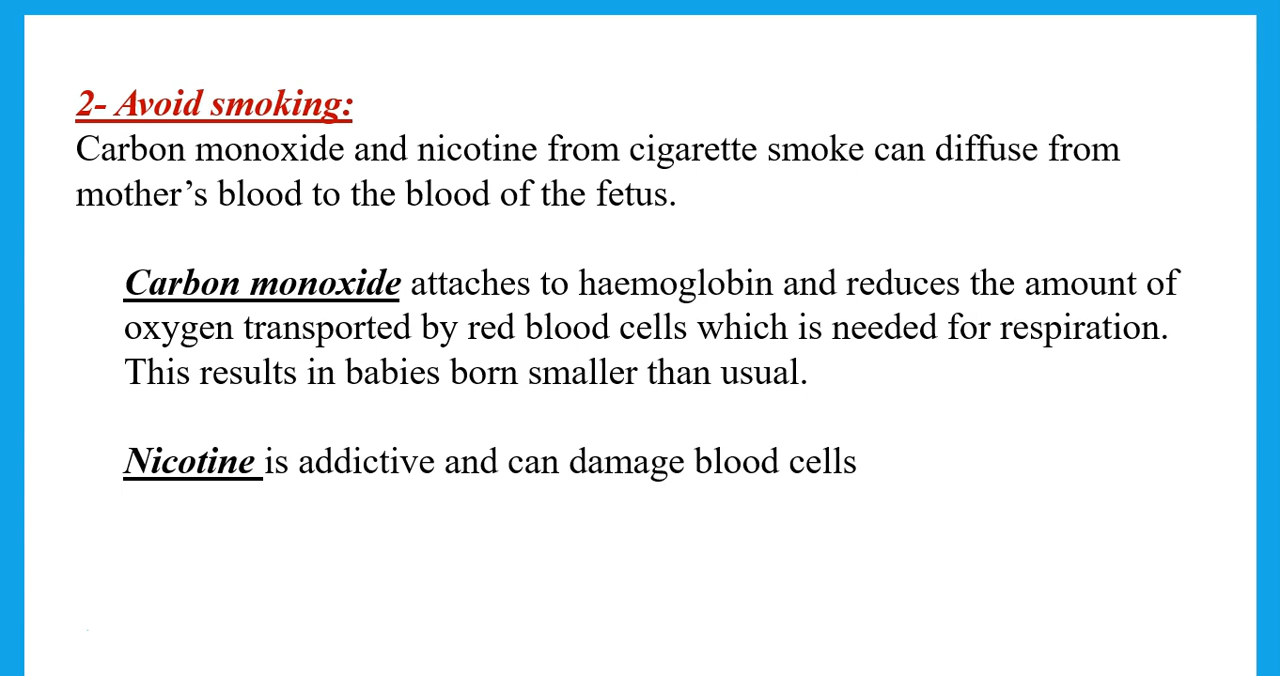 2- Avoid smoking:
Carbon monoxide and nicotine from cigarette smoke can diffuse from
mother’s blood to the blood of the fetus.
Carbon monoxide attaches to haemoglobin and reduces the amount of
oxygen transported by red blood cells which is needed for respiration.
This results in babies born smaller than usual.
Nicotine is addictive and can damage blood cells